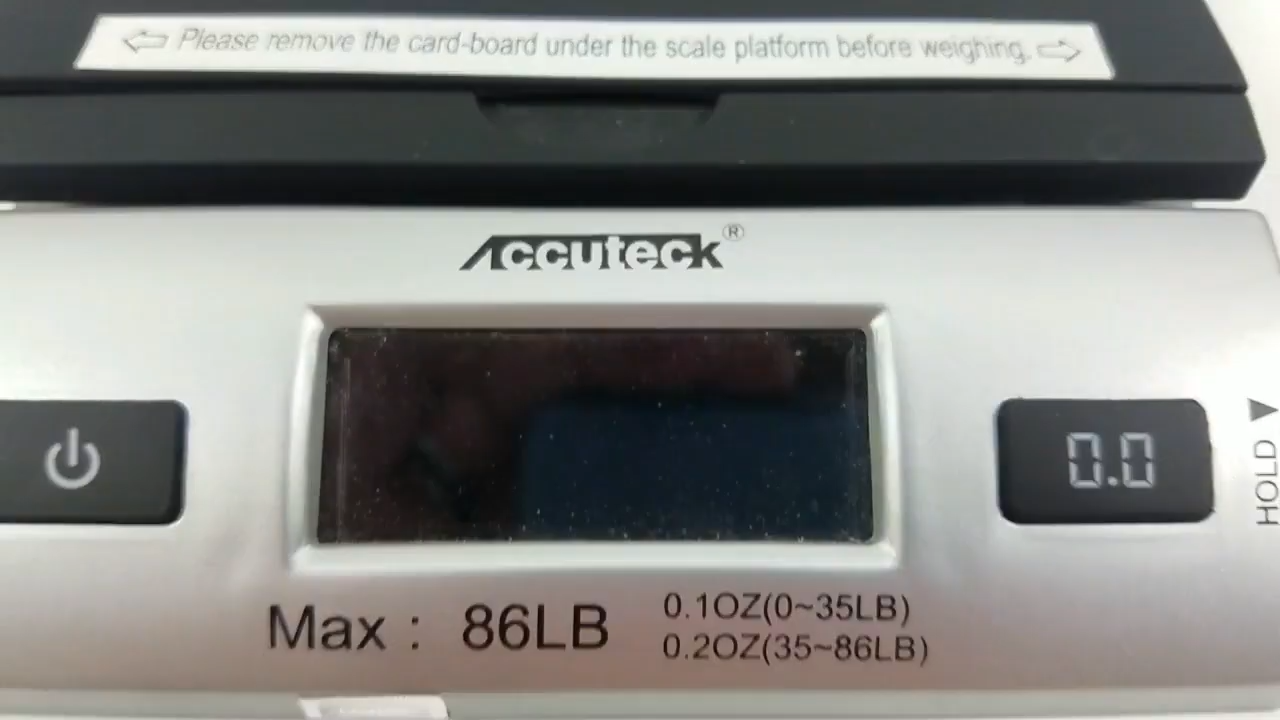 Please remove the card-board under the scale platform before weighing.
Accuteck®
0.0
HOLD
Max : 86LB
0.1OZ(0~35LB)
0.2OZ(35~86LB)